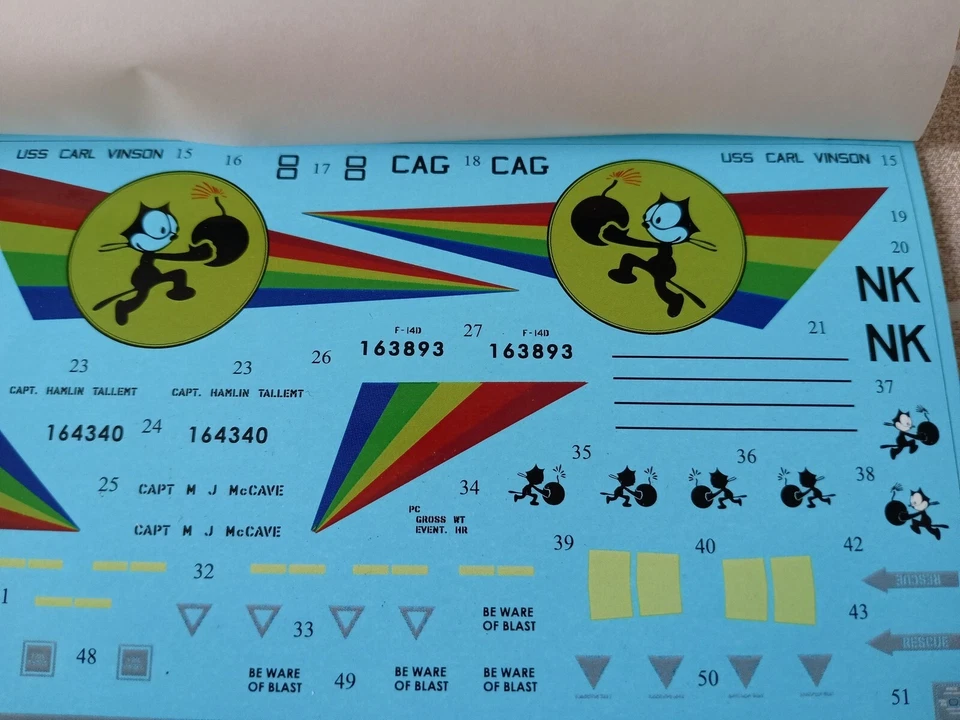 USS CARL VINSON 15
16
17
CAG 18 CAG
USS CARL VINSON 15
19
20
NK
NK
21
F-14D
163893
27
F-14D
163893
26
23
CAPT. HAMLIN TALLEMT
23
CAPT. HAMLIN TALLEMT
164340 24 164340
25 CAPT M J McCAVE
CAPT M J McCAVE
34
PC
GROSS WT
EVENT. HR
35
36
37
38
39
40
42
43
RESCUE
RESCUE
1
32
33
BE WARE
OF BLAST
48
BE WARE
OF BLAST
49
BE WARE
OF BLAST
BE WARE
OF BLAST
50
51